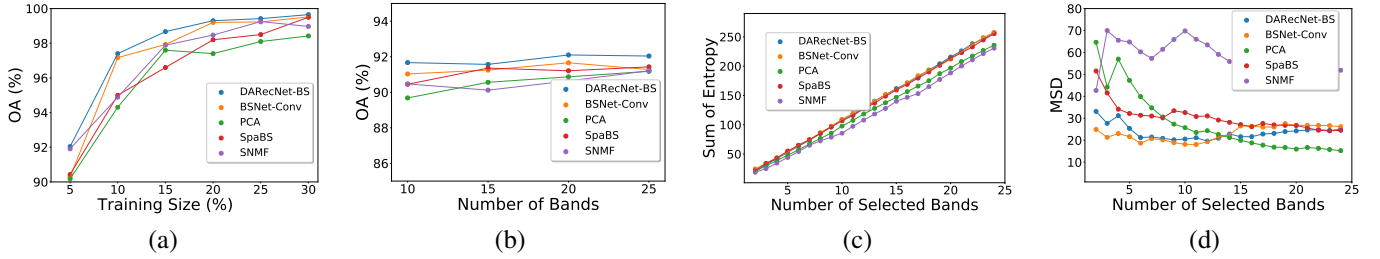 100
98
96
94
92
90
OA (%)
5
10
15
20
25
30
Training Size (%)
DARecNet-BS
BSNet-Conv
PCA
SpaBS
SNMF
(a)
94
92
90
88
86
OA (%)
10
15
20
25
Number of Bands
DARecNet-BS
BSNet-Conv
PCA
SpaBS
SNMF
(b)
250
200
150
100
50
Sum of Entropy
5
10
15
20
25
Number of Selected Bands
DARecNet-BS
BSNet-Conv
PCA
SpaBS
SNMF
(c)
80
70
60
50
40
30
20
10
MSD
5
10
15
20
25
Number of Selected Bands
DARecNet-BS
BSNet-Conv
PCA
SpaBS
SNMF
(d)